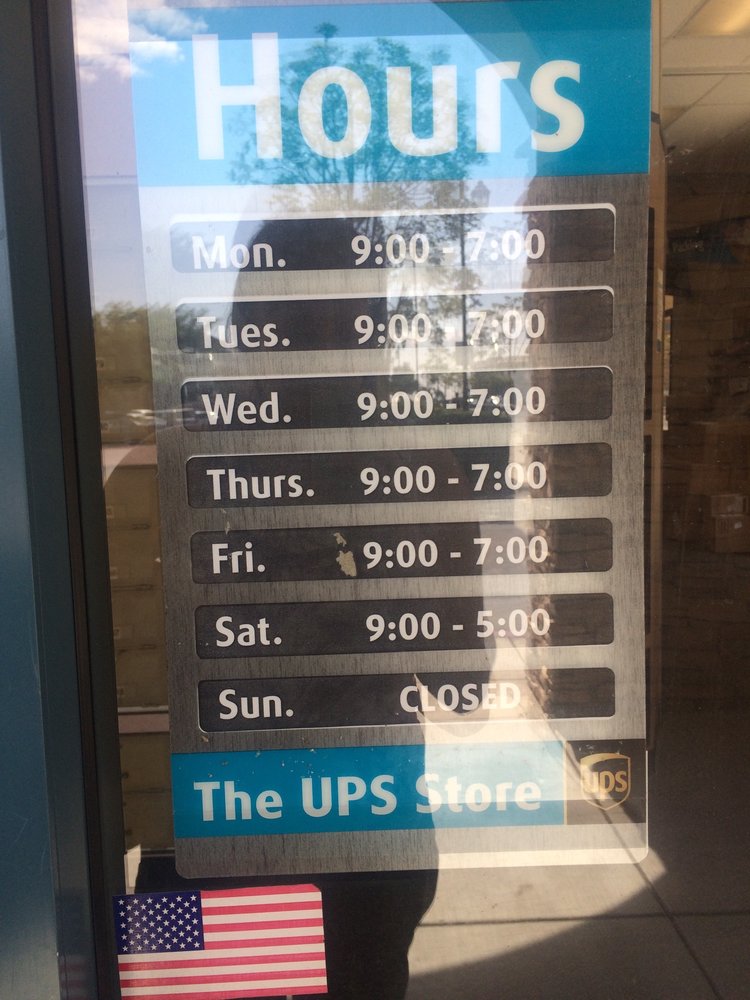 Hours
Mon. 9:00 - 7:00
Tues. 9:00 - 7:00
Wed. 9:00 - 7:00
Thurs. 9:00 - 7:00
Fri. 9:00 - 7:00
Sat. 9:00 - 5:00
Sun. CLOSED
The UPS Store
ups